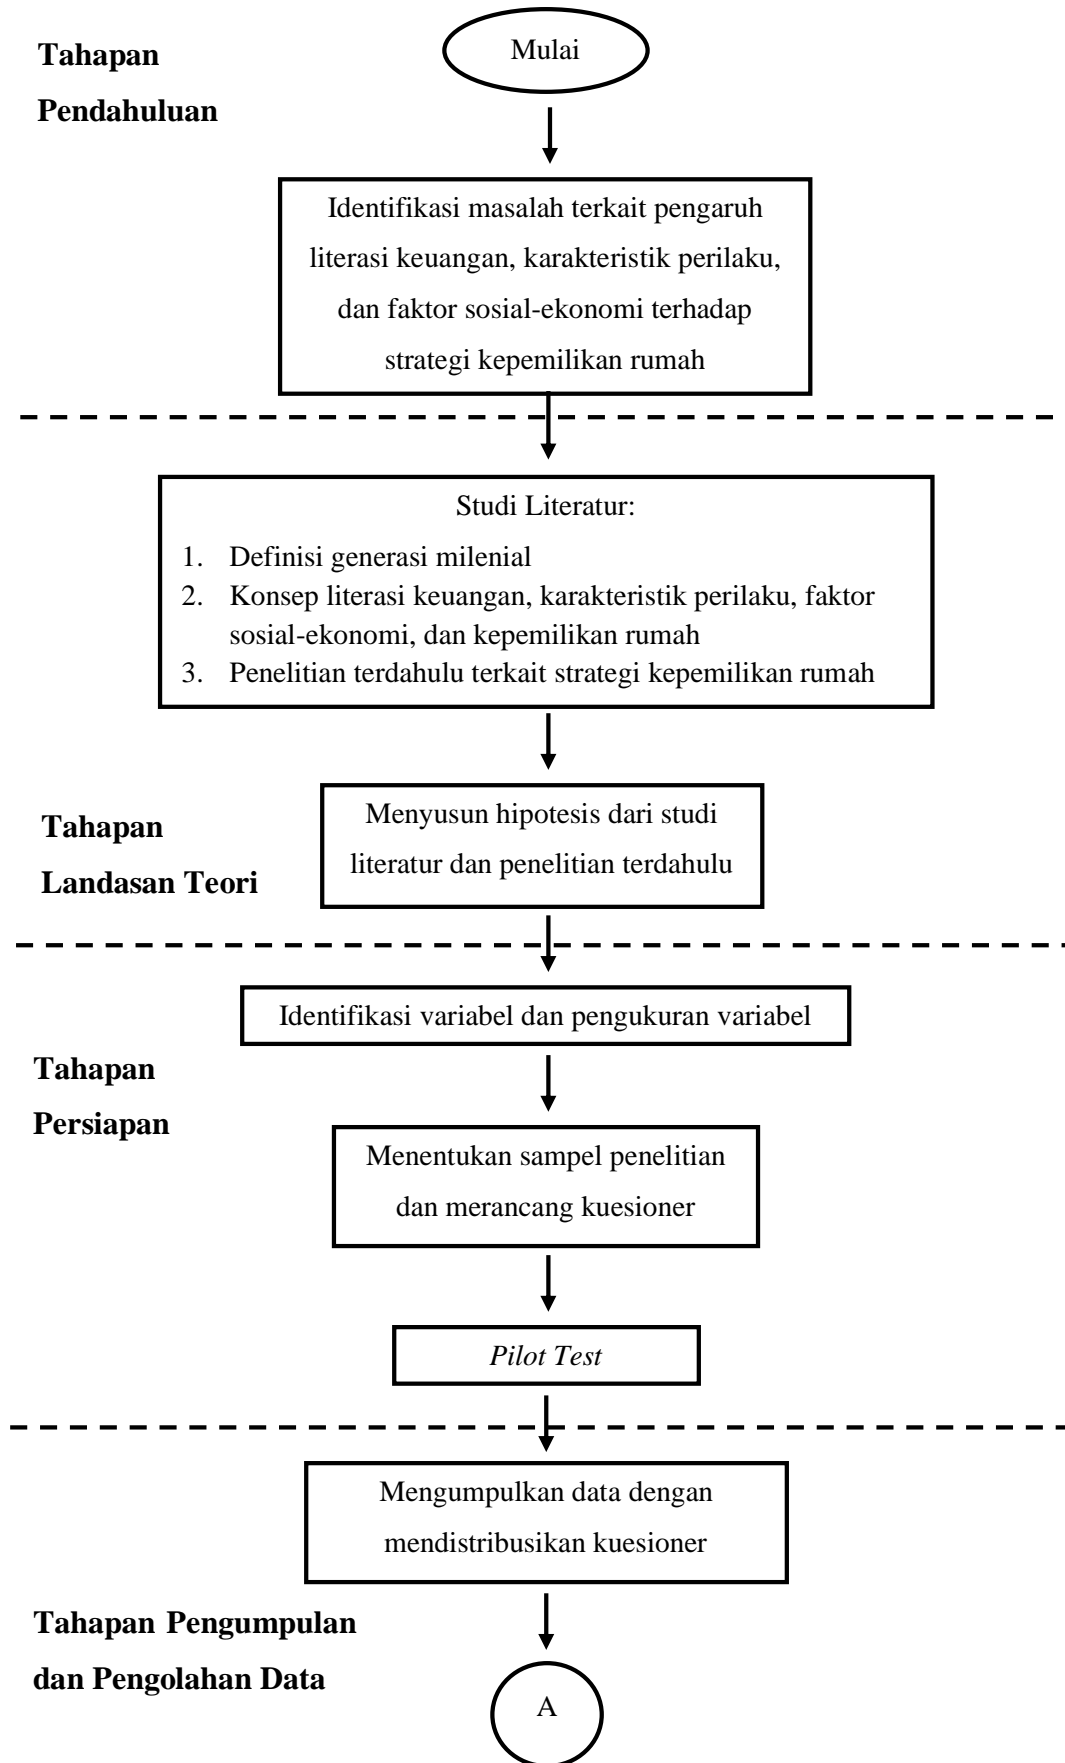 Mulai
Tahapan
Pendahuluan
Identifikasi masalah terkait pengaruh
literasi keuangan, karakteristik perilaku,
dan faktor sosial-ekonomi terhadap
strategi kepemilikan rumah
Studi Literatur:
1. Definisi generasi milenial
2. Konsep literasi keuangan, karakteristik perilaku, faktor
sosial-ekonomi, dan kepemilikan rumah
3. Penelitian terdahulu terkait strategi kepemilikan rumah
Menyusun hipotesis dari studi
literatur dan penelitian terdahulu
Tahapan
Landasan Teori
Identifikasi variabel dan pengukuran variabel
Tahapan
Persiapan
Menentukan sampel penelitian
dan merancang kuesioner
Pilot Test
Mengumpulkan data dengan
mendistribusikan kuesioner
Tahapan Pengumpulan
dan Pengolahan Data
A